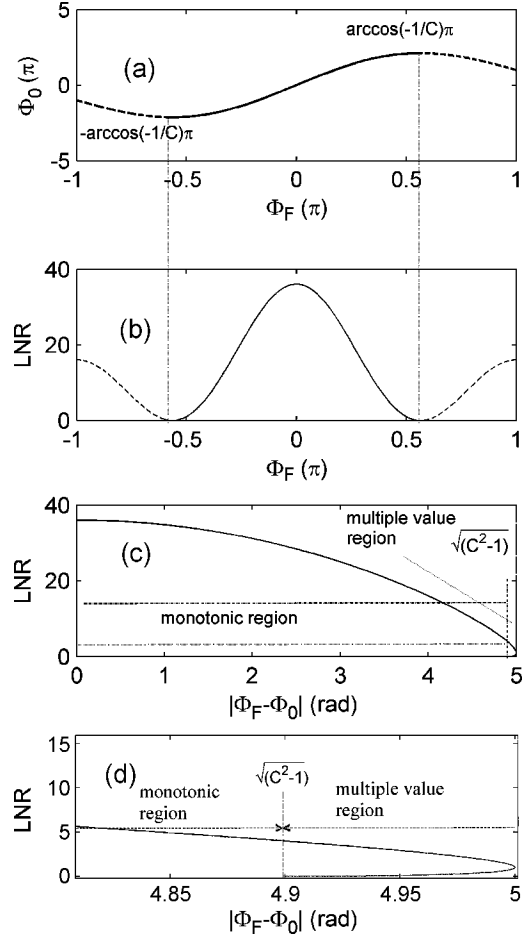 5
(a)
arccos(-1/C)π
Φ0 (π)
0
-arccos(-1/C)π
-5
-1 -0.5 0 0.5 1
ΦF (π)
40
(b)
LNR
20
0
-1 -0.5 0 0.5 1
ΦF (π)
40
multiple value
region
√(C²-1)
(c)
LNR
20
monotonic region
0
0 1 2 3 4 5
|ΦF-Φ0| (rad)
15
(d)
√(C²-1)
monotonic
region
multiple value
region
LNR
10
5
0
4.85 4.9 4.95 5
|ΦF-Φ0| (rad)